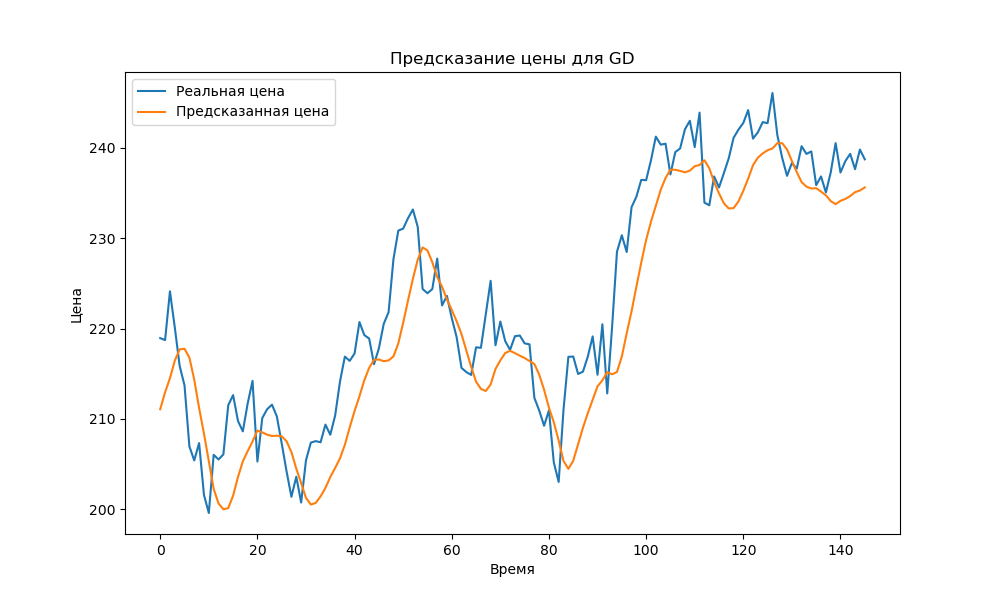 Предсказание цены для GD
Реальная цена
Предсказанная цена
Цена
240
230
220
210
200
0 20 40 60 80 100 120 140
Время